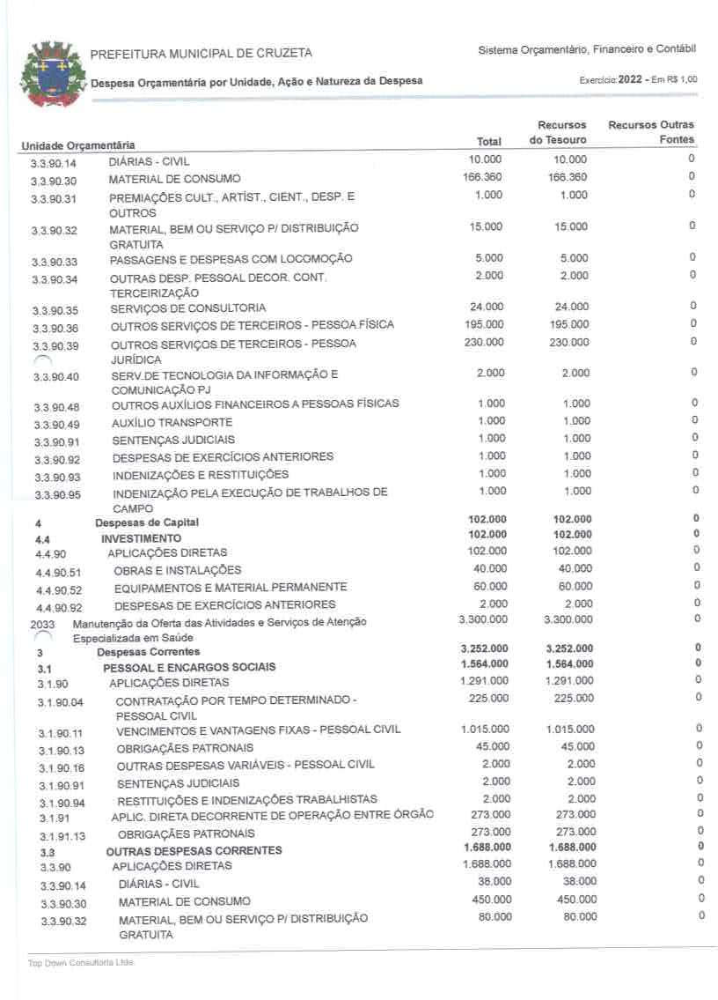 PREFEITURA MUNICIPAL DE CRUZETA
Sistema Orçamentário, Financeiro e Contábil
Despesa Orçamentária por Unidade, Ação e Natureza da Despesa
Exercício: 2022 - Em R$ 1,00
Unidade Orçamentária Total Recursos do Tesouro Recursos Outras Fontes
3.3.90.14 DIÁRIAS - CIVIL 10.000 10.000 0
3.3.90.30 MATERIAL DE CONSUMO 166.360 166.360 0
3.3.90.31 PREMIAÇÕES CULT., ARTÍST., CIENT., DESP. E 1.000 1.000 0
OUTROS
3.3.90.32 MATERIAL, BEM OU SERVIÇO P/ DISTRIBUIÇÃO 15.000 15.000 0
GRATUITA
3.3.90.33 PASSAGENS E DESPESAS COM LOCOMOÇÃO 5.000 5.000 0
3.3.90.34 OUTRAS DESP. PESSOAL DECOR. CONT. 2.000 2.000 0
TERCEIRIZAÇÃO
3.3.90.35 SERVIÇOS DE CONSULTORIA 24.000 24.000 0
3.3.90.36 OUTROS SERVIÇOS DE TERCEIROS - PESSOA FÍSICA 195.000 195.000 0
3.3.90.39 OUTROS SERVIÇOS DE TERCEIROS - PESSOA 230.000 230.000 0
JURÍDICA
3.3.90.40 SERV.DE TECNOLOGIA DA INFORMAÇÃO E 2.000 2.000 0
COMUNICAÇÃO PJ
3.3.90.48 OUTROS AUXÍLIOS FINANCEIROS A PESSOAS FÍSICAS 1.000 1.000 0
3.3.90.49 AUXÍLIO TRANSPORTE 1.000 1.000 0
3.3.90.91 SENTENÇAS JUDICIAIS 1.000 1.000 0
3.3.90.92 DESPESAS DE EXERCÍCIOS ANTERIORES 1.000 1.000 0
3.3.90.93 INDENIZAÇÕES E RESTITUIÇÕES 1.000 1.000 0
3.3.90.95 INDENIZAÇÃO PELA EXECUÇÃO DE TRABALHOS DE 1.000 1.000 0
CAMPO
4 Despesas de Capital 102.000 102.000 0
4.4 INVESTIMENTO 102.000 102.000 0
4.4.90 APLICAÇÕES DIRETAS 102.000 102.000 0
4.4.90.51 OBRAS E INSTALAÇÕES 40.000 40.000 0
4.4.90.52 EQUIPAMENTOS E MATERIAL PERMANENTE 60.000 60.000 0
4.4.90.92 DESPESAS DE EXERCÍCIOS ANTERIORES 2.000 2.000 0
2033 Manutenção da Oferta das Atividades e Serviços de Atenção 3.300.000 3.300.000 0
Especializada em Saúde
3 Despesas Correntes 3.252.000 3.252.000 0
3.1 PESSOAL E ENCARGOS SOCIAIS 1.564.000 1.564.000 0
3.1.90 APLICAÇÕES DIRETAS 1.291.000 1.291.000 0
3.1.90.04 CONTRATAÇÃO POR TEMPO DETERMINADO - 225.000 225.000 0
PESSOAL CIVIL
3.1.90.11 VENCIMENTOS E VANTAGENS FIXAS - PESSOAL CIVIL 1.015.000 1.015.000 0
3.1.90.13 OBRIGAÇÃES PATRONAIS 45.000 45.000 0
3.1.90.16 OUTRAS DESPESAS VARIÁVEIS - PESSOAL CIVIL 2.000 2.000 0
3.1.90.91 SENTENÇAS JUDICIAIS 2.000 2.000 0
3.1.90.94 RESTITUIÇÕES E INDENIZAÇÕES TRABALHISTAS 2.000 2.000 0
3.1.91 APLIC. DIRETA DECORRENTE DE OPERAÇÃO ENTRE ÓRGÃO 273.000 273.000 0
3.1.91.13 OBRIGAÇÃES PATRONAIS 273.000 273.000 0
3.3 OUTRAS DESPESAS CORRENTES 1.688.000 1.688.000 0
3.3.90 APLICAÇÕES DIRETAS 1.688.000 1.688.000 0
3.3.90.14 DIÁRIAS - CIVIL 38.000 38.000 0
3.3.90.30 MATERIAL DE CONSUMO 450.000 450.000 0
3.3.90.32 MATERIAL, BEM OU SERVIÇO P/ DISTRIBUIÇÃO 80.000 80.000 0
GRATUITA
Top Down Consultoria Ltda.